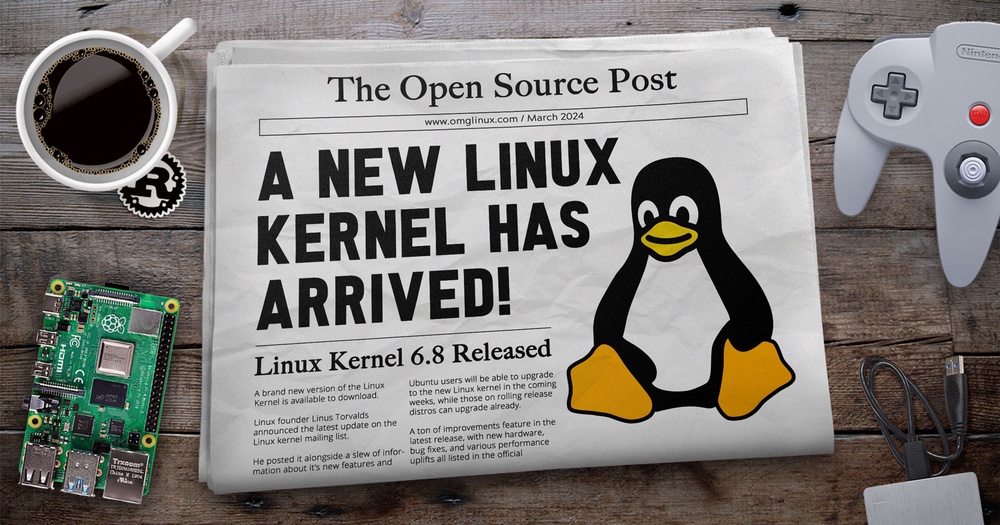 The Open Source Post
www.omglinux.com / March 2024
A NEW LINUX
KERNEL HAS
ARRIVED!
Linux Kernel 6.8 Released
A brand new version of the Linux
Kernel is available to download.
Linux founder Linus Torvalds
announced the latest update on the
Linux kernel mailing list.
He posted it alongside a slew of infor-
mation about it's new features and
Ubuntu users will be able to upgrade
to the new Linux kernel in the coming
weeks, while those on rolling release
distros can upgrade already.
A ton of improvements feature in the
latest release, with new hardware,
bug fixes, and various performance
uplifts all listed in the official
R
HDMI
Trxcom
Nintend